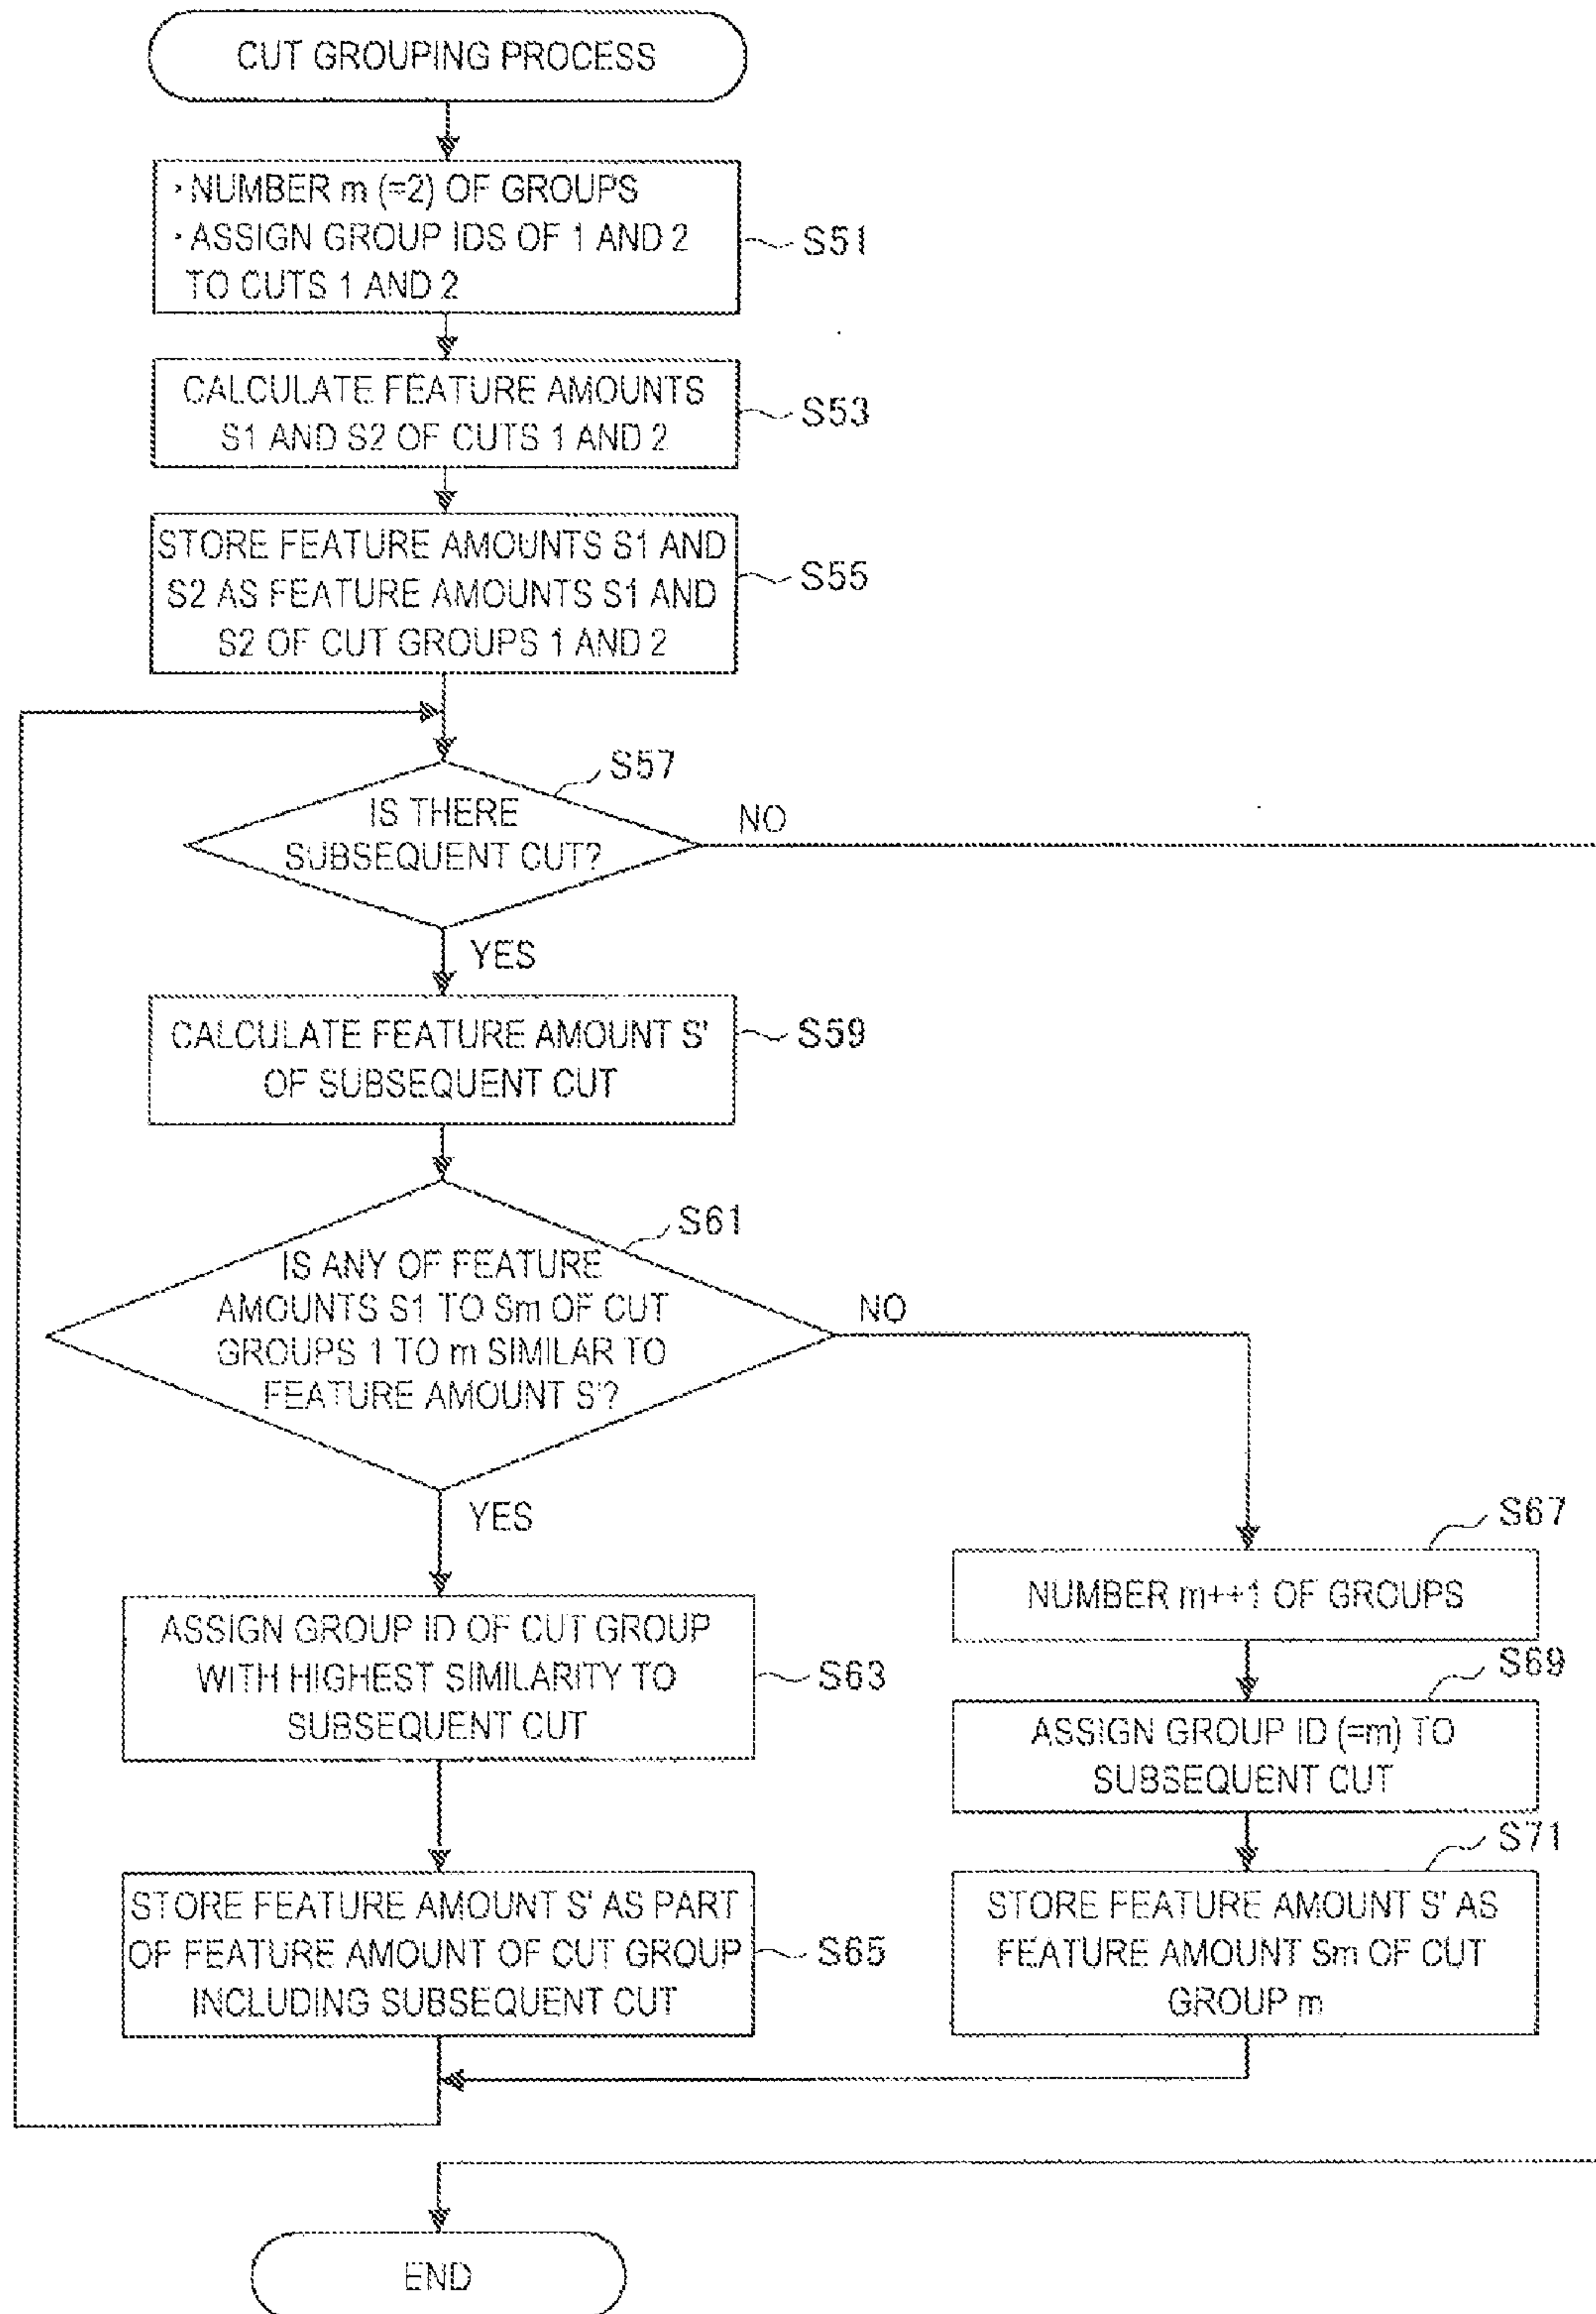 CUT GROUPING PROCESS
· NUMBER m (=2) OF GROUPS
· ASSIGN GROUP IDS OF 1 AND 2
TO CUTS 1 AND 2
S51
CALCULATE FEATURE AMOUNTS
S1 AND S2 OF CUTS 1 AND 2
S53
STORE FEATURE AMOUNTS S1 AND
S2 AS FEATURE AMOUNTS S1 AND
S2 OF CUT GROUPS 1 AND 2
S55
S57
IS THERE
SUBSEQUENT CUT?
NO
YES
CALCULATE FEATURE AMOUNT S'
OF SUBSEQUENT CUT
S59
S61
IS ANY OF FEATURE
AMOUNTS S1 TO Sm OF CUT
GROUPS 1 TO m SIMILAR TO
FEATURE AMOUNT S'?
NO
YES
ASSIGN GROUP ID OF CUT GROUP
WITH HIGHEST SIMILARITY TO
SUBSEQUENT CUT
S63
STORE FEATURE AMOUNT S' AS PART
OF FEATURE AMOUNT OF CUT GROUP
INCLUDING SUBSEQUENT CUT
S65
S67
NUMBER m++1 OF GROUPS
S69
ASSIGN GROUP ID (=m) TO
SUBSEQUENT CUT
S71
STORE FEATURE AMOUNT S' AS
FEATURE AMOUNT Sm OF CUT
GROUP m
END